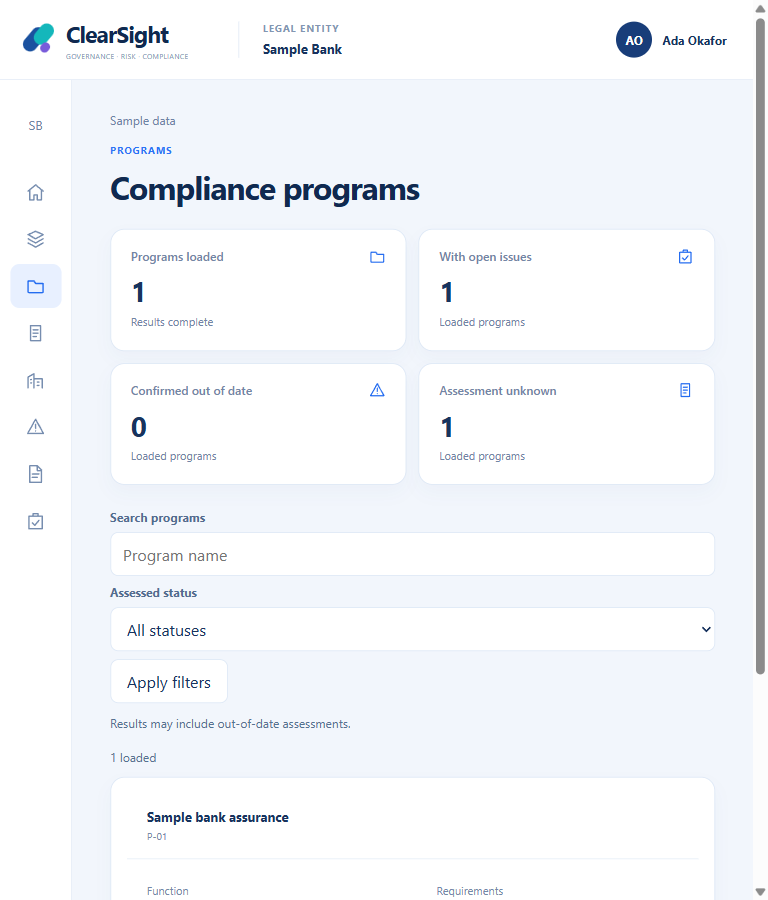 ClearSight
GOVERNANCE · RISK · COMPLIANCE
LEGAL ENTITY
Sample Bank
AO
Ada Okafor
SB
Sample data
PROGRAMS
Compliance programs
Programs loaded
1
Results complete
With open issues
1
Loaded programs
Confirmed out of date
0
Loaded programs
Assessment unknown
1
Loaded programs
Search programs
Program name
Assessed status
All statuses
Apply filters
Results may include out-of-date assessments.
1 loaded
Sample bank assurance
P-01
Function
Requirements